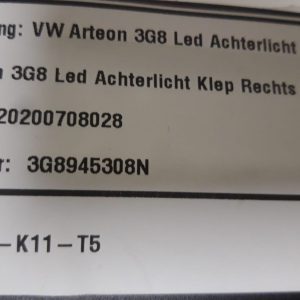 ng: VW Arteon 3G8 Led Achterlicht
n 3G8 Led Achterlicht Klep Rechts
20200708028
r: 3G8945308N
-K11-T5